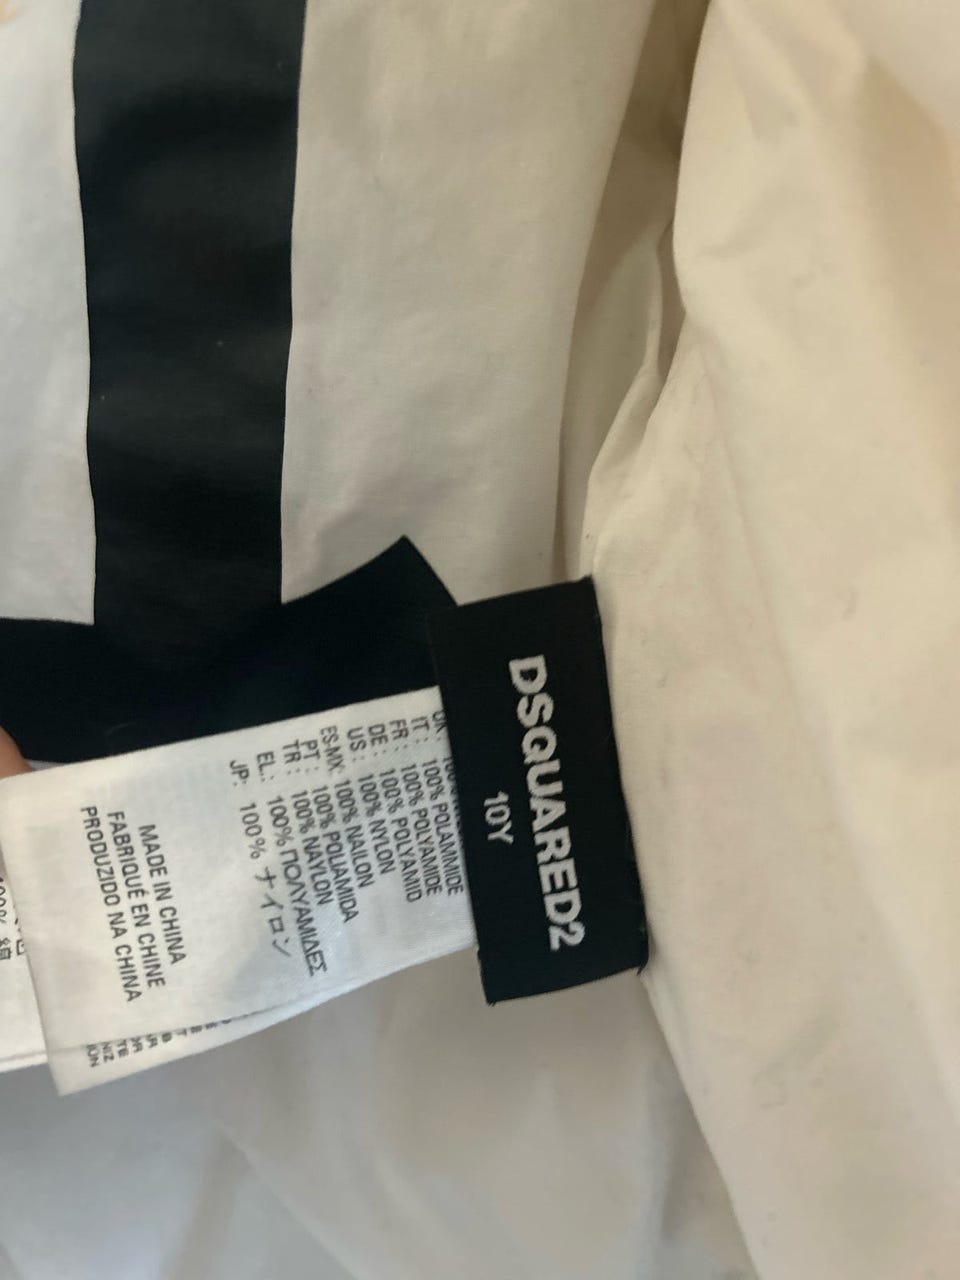 DSQUARED2
10Y
IT: 100% POLAMMIDE
FR: 100% POLYAMIDE
DE: 100% POLYAMID
US: 100% NYLON
ES-MX: 100% NAILON
PT: 100% POLIAMIDA
TR: 100% NAYLON
EL.: 100% ΠΟΛΥΑΜΙΔΕΣ
JP: 100% ナイロン
MADE IN CHINA
FABRIQUÉ EN CHINE
PRODUZIDO NA CHINA